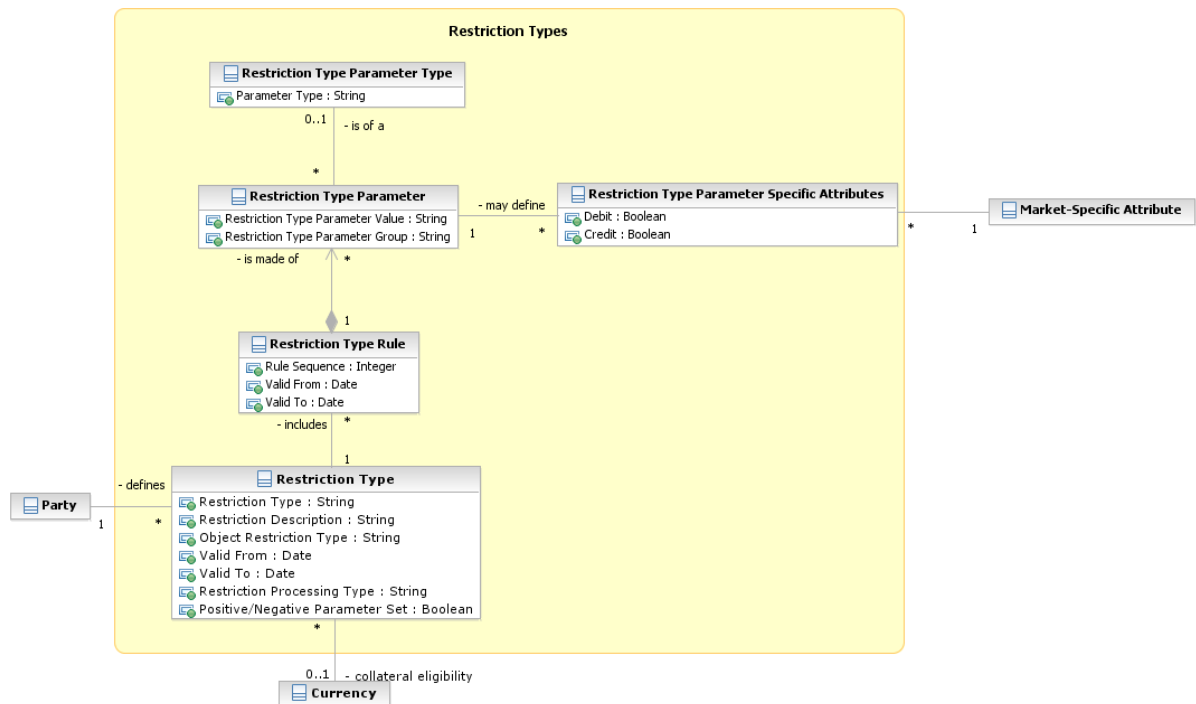 Restriction Types
Restriction Type Parameter Type
Parameter Type : String
0..1
- is of a
*
Restriction Type Parameter
Restriction Type Parameter Value : String
Restriction Type Parameter Group : String
- may define
1
*
Restriction Type Parameter Specific Attributes
Debit : Boolean
Credit : Boolean
*
1
Market-Specific Attribute
- is made of
*
1
Restriction Type Rule
Rule Sequence : Integer
Valid From : Date
Valid To : Date
- includes
*
1
Party
- defines
1
*
Restriction Type
Restriction Type : String
Restriction Description : String
Object Restriction Type : String
Valid From : Date
Valid To : Date
Restriction Processing Type : String
Positive/Negative Parameter Set : Boolean
*
0..1
- collateral eligibility
Currency